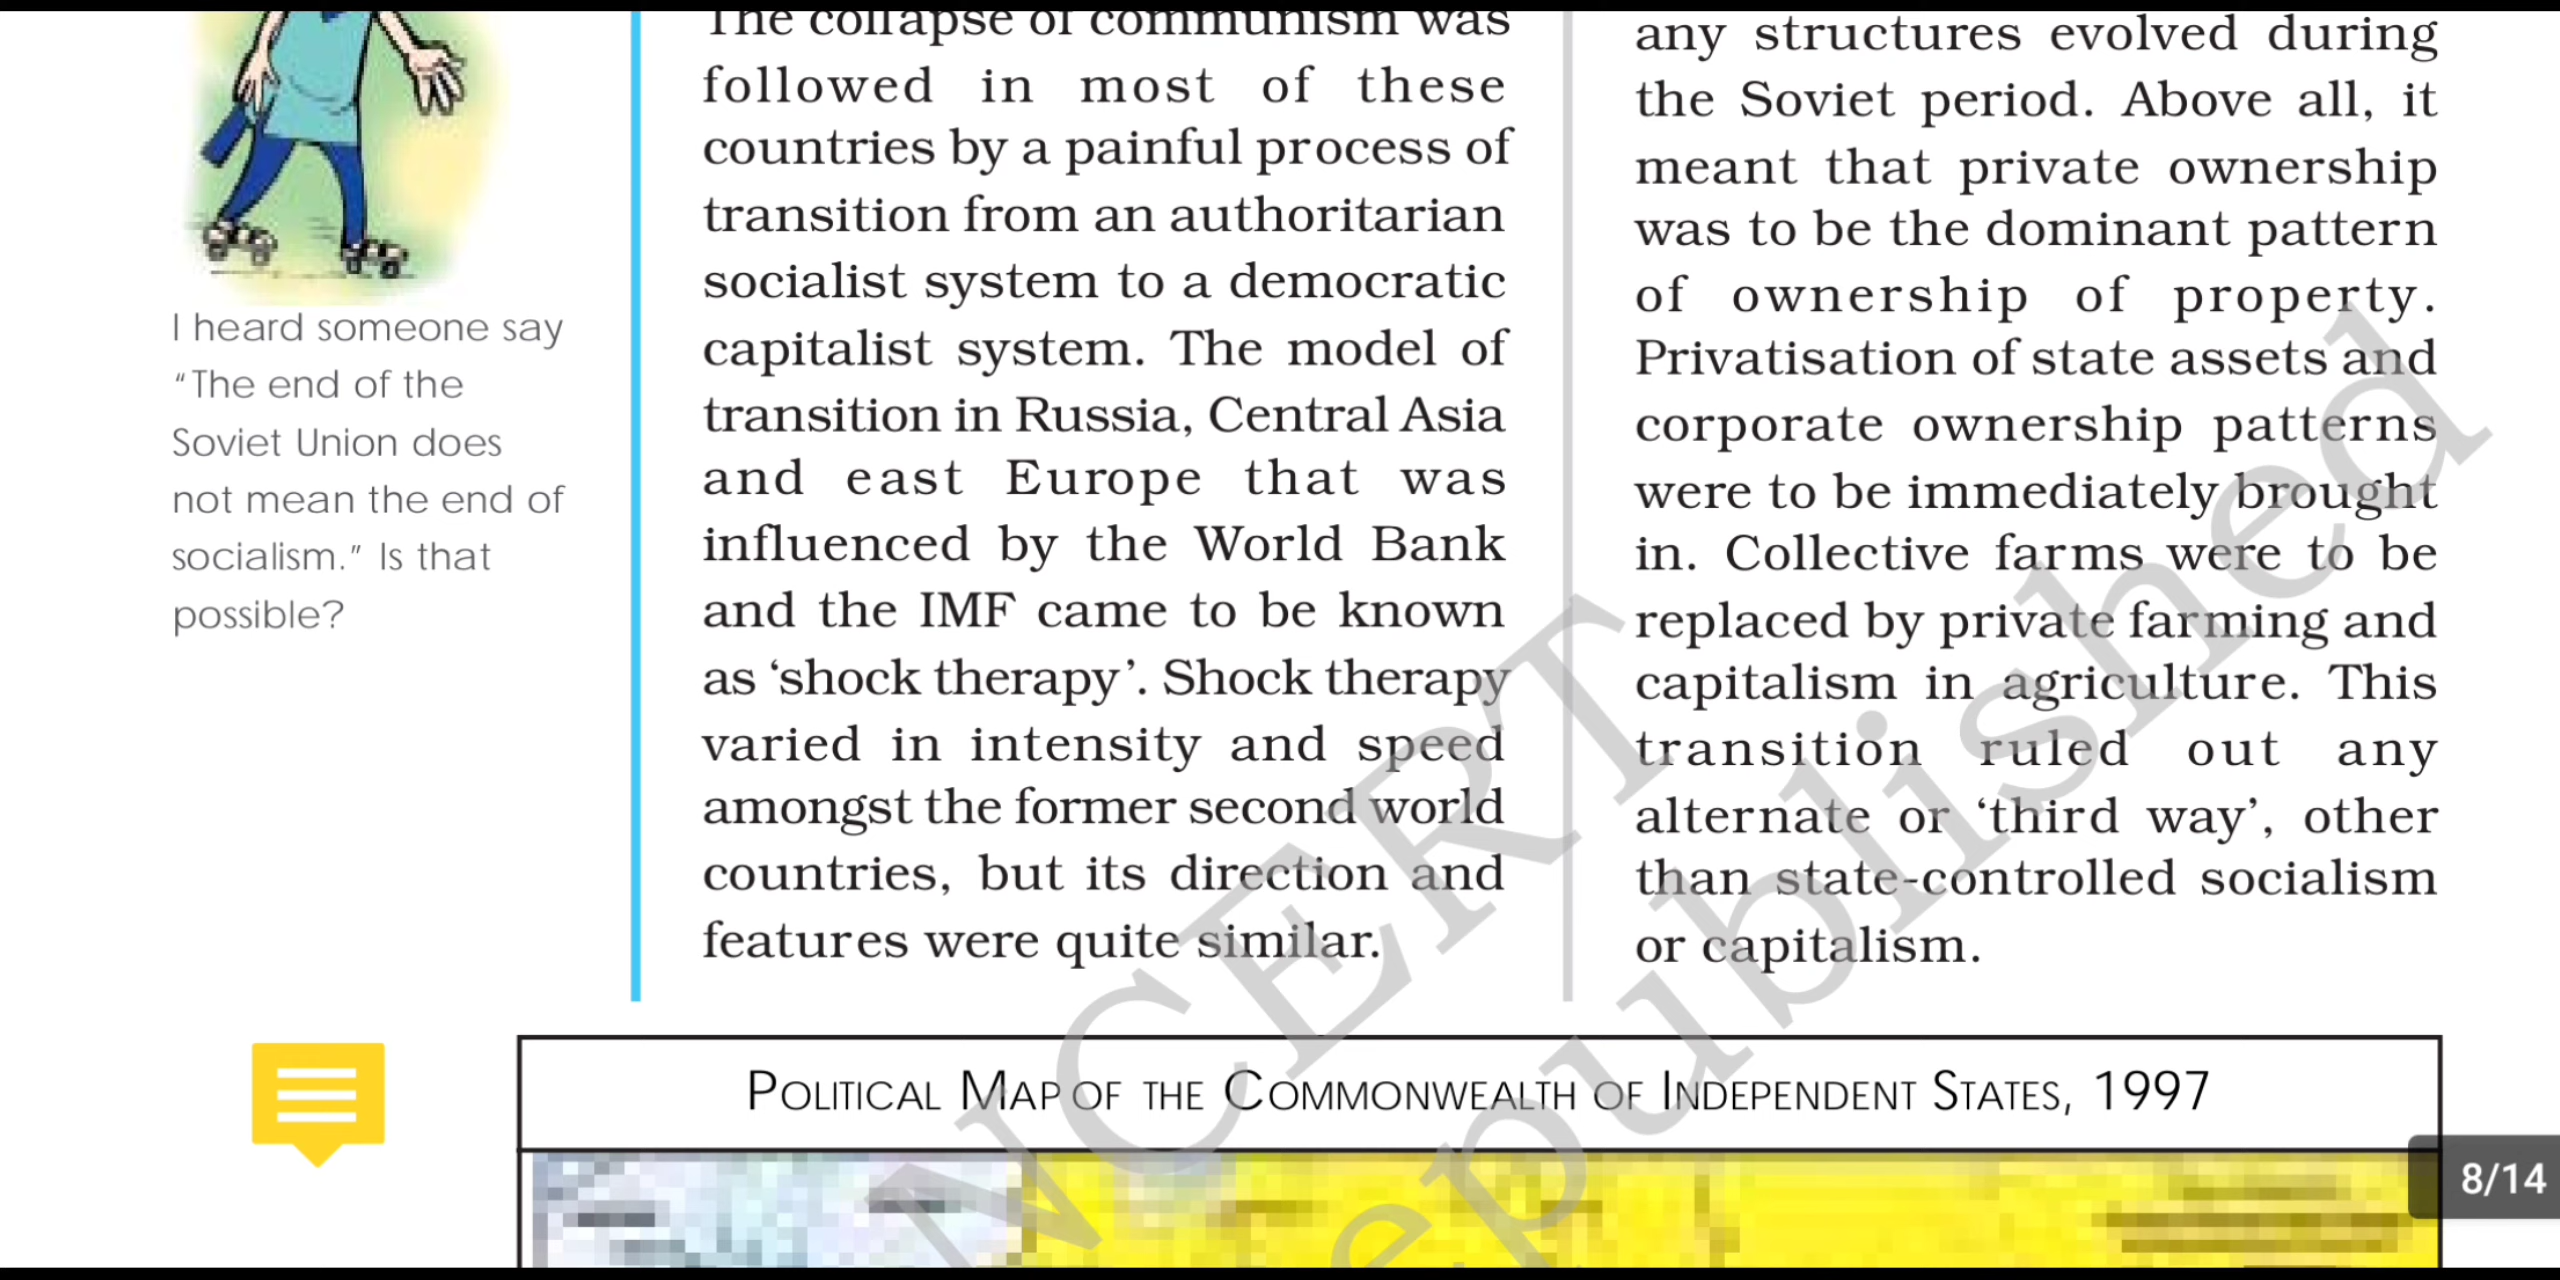 I heard someone say
“The end of the
Soviet Union does
not mean the end of
socialism.” Is that
possible?
The collapse of communism was
followed in most of these
countries by a painful process of
transition from an authoritarian
socialist system to a democratic
capitalist system. The model of
transition in Russia, Central Asia
and east Europe that was
influenced by the World Bank
and the IMF came to be known
as ‘shock therapy’. Shock therapy
varied in intensity and speed
amongst the former second world
countries, but its direction and
features were quite similar.
any structures evolved during
the Soviet period. Above all, it
meant that private ownership
was to be the dominant pattern
of ownership of property.
Privatisation of state assets and
corporate ownership patterns
were to be immediately brought
in. Collective farms were to be
replaced by private farming and
capitalism in agriculture. This
transition ruled out any
alternate or ‘third way’, other
than state-controlled socialism
or capitalism.
POLITICAL MAP OF THE COMMONWEALTH OF INDEPENDENT STATES, 1997
8/14
NCERT
epublished